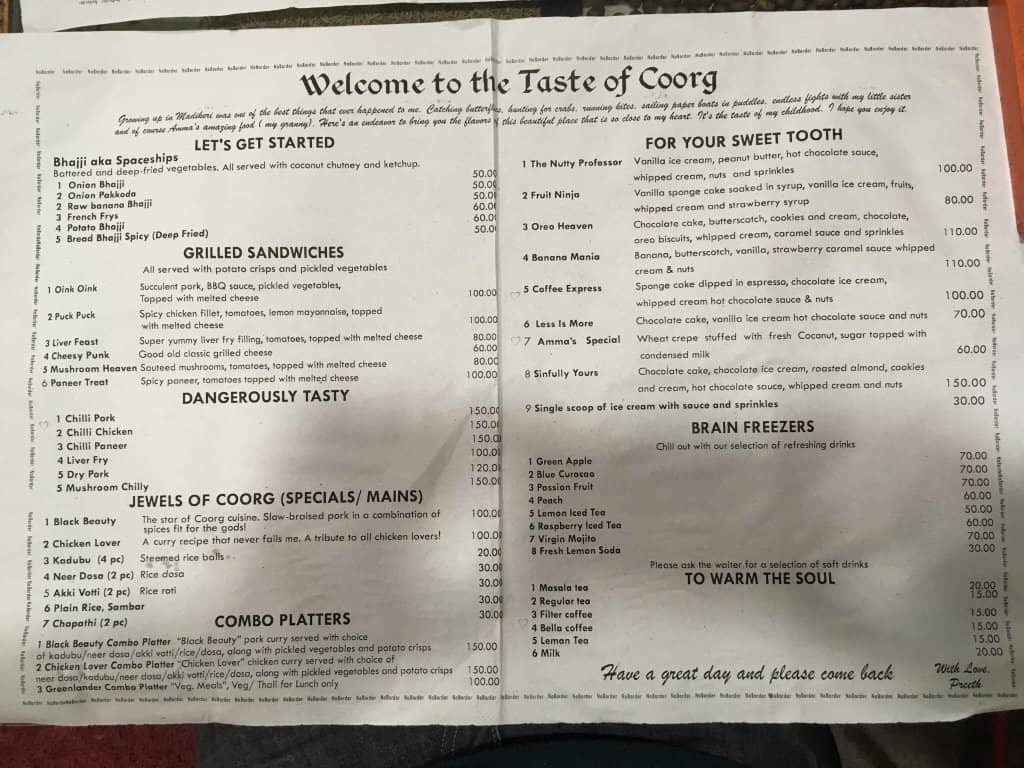 Welcome to the Taste of Coorg
Growing up in Madikeri was one of the best things that ever happened to me. Catching butterflies, hunting for crabs, running bites, sailing paper boats in puddles, endless fights with my little sister
and of course Amma's amazing food ( my granny). Here's an endeavor to bring you the flavors of this beautiful place that is so close to my heart. It's the taste of my childhood. I hope you enjoy it.
LET'S GET STARTED
Bhajji aka Spaceships
Battered and deep-fried vegetables. All served with coconut chutney and ketchup.
1 Onion Bhajji 50.00
2 Onion Pakkoda 50.00
2 Raw banana Bhajji 50.00
3 French Frys 60.00
4 Potato Bhajji 60.00
5 Bread Bhajji Spicy (Deep Fried) 50.00
GRILLED SANDWICHES
All served with potato crisps and pickled vegetables
1 Oink Oink Succulent pork, BBQ sauce, pickled vegetables,
Topped with melted cheese 100.00
2 Puck Puck Spicy chicken fillet, tomatoes, lemon mayonnaise, topped
with melted cheese 100.00
3 Liver Feast Super yummy liver fry filling, tomatoes, topped with melted cheese 80.00
4 Cheesy Punk Good old classic grilled cheese 60.00
5 Mushroom Heaven Sauteed mushrooms, tomatoes, topped with melted cheese 80.00
6 Paneer Treat Spicy paneer, tomatoes topped with melted cheese 100.00
DANGEROUSLY TASTY
1 Chilli Pork 150.00
2 Chilli Chicken 150.00
3 Chilli Paneer 150.00
4 Liver Fry 100.00
5 Dry Pork 120.00
5 Mushroom Chilly 150.00
JEWELS OF COORG (SPECIALS/ MAINS)
1 Black Beauty The star of Coorg cuisine. Slow-braised pork in a combination of 100.00
spices fit for the gods!
2 Chicken Lover A curry recipe that never fails me. A tribute to all chicken lovers! 100.00
3 Kadubu (4 pc) Steemed rice balls 20.00
4 Neer Dosa (2 pc) Rice dosa 30.00
5 Akki Votti (2 pc) Rice roti 30.00
6 Plain Rice, Sambar 30.00
7 Chapathi (2 pc) 30.00
COMBO PLATTERS
1 Black Beauty Combo Platter "Black Beauty" park curry served with choice
of kadubu/neer dosa/akki votti/rice/dosa, along with pickled vegetables and potato crisps 150.00
2 Chicken Lover Combo Platter "Chicken Lover" chicken curry served with choice of
neer dosa/kadubu/akki votti/rice/dosa, along with pickled vegetables and potato crisps 150.00
3 Greenlander Combo Platter "Veg. Meals", Veg/ Thali for Lunch only 100.00
FOR YOUR SWEET TOOTH
1 The Nutty Professor Vanilla ice cream, peanut butter, hot chocolate sauce,
whipped cream, nuts and sprinkles 100.00
2 Fruit Ninja Vanilla sponge cake soaked in syrup, vanilla ice cream, fruits,
whipped cream and strawberry syrup 80.00
3 Oreo Heaven Chocolate cake, butterscotch, cookies and cream, chocolate,
oreo biscuits, whipped cream, caramel sauce and sprinkles 110.00
4 Banana Mania Banana, butterscotch, vanilla, strawberry caramel sauce whipped
cream & nuts 110.00
5 Coffee Express Sponge cake dipped in espresso, chocolate ice cream,
whipped cream hot chocolate sauce & nuts 100.00
6 Less Is More Chocolate cake, vanilla ice cream hot chocolate sauce and nuts 70.00
7 Amma's Special Wheat crepe stuffed with fresh Coconut, sugar topped with
condensed milk 60.00
8 Sinfully Yours Chocolate cake, chocolate ice cream, roasted almond, cookies
and cream, hot chocolate sauce, whipped cream and nuts 150.00
9 Single scoop of ice cream with sauce and sprinkles 30.00
BRAIN FREEZERS
Chill out with our selection of refreshing drinks
1 Green Apple 70.00
2 Blue Curacao 70.00
3 Passion Fruit 70.00
4 Peach 60.00
5 Lemon Iced Tea 50.00
6 Raspberry Iced Tea 60.00
7 Virgin Mojito 70.00
8 Fresh Lemon Soda 30.00
Please ask the waiter for a selection of soft drinks
TO WARM THE SOUL
1 Masala tea 20.00
2 Regular tea 15.00
3 Filter coffee 15.00
4 Bella coffee 15.00
5 Lemon Tea 15.00
6 Milk 20.00
Have a great day and please come back
With Love,
Preeth